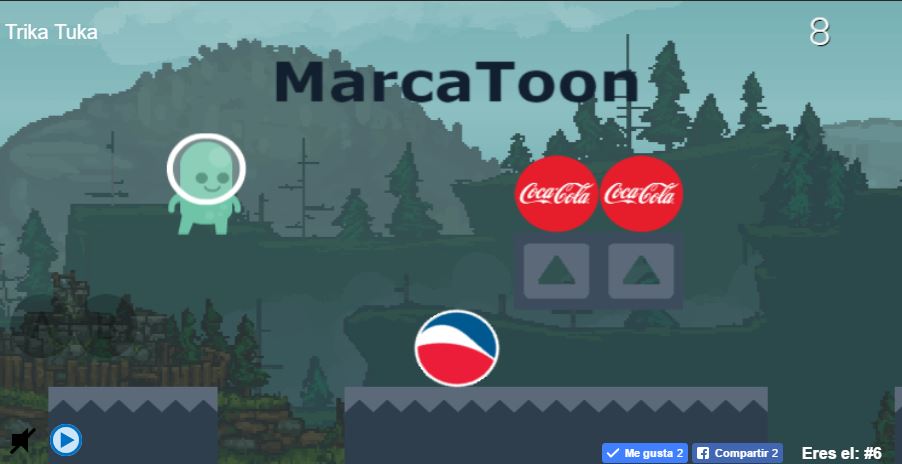 Trika Tuka
8
MarcaToon
Coca-Cola Coca-Cola
Me gusta 2 Compartir 2 Eres el: #6